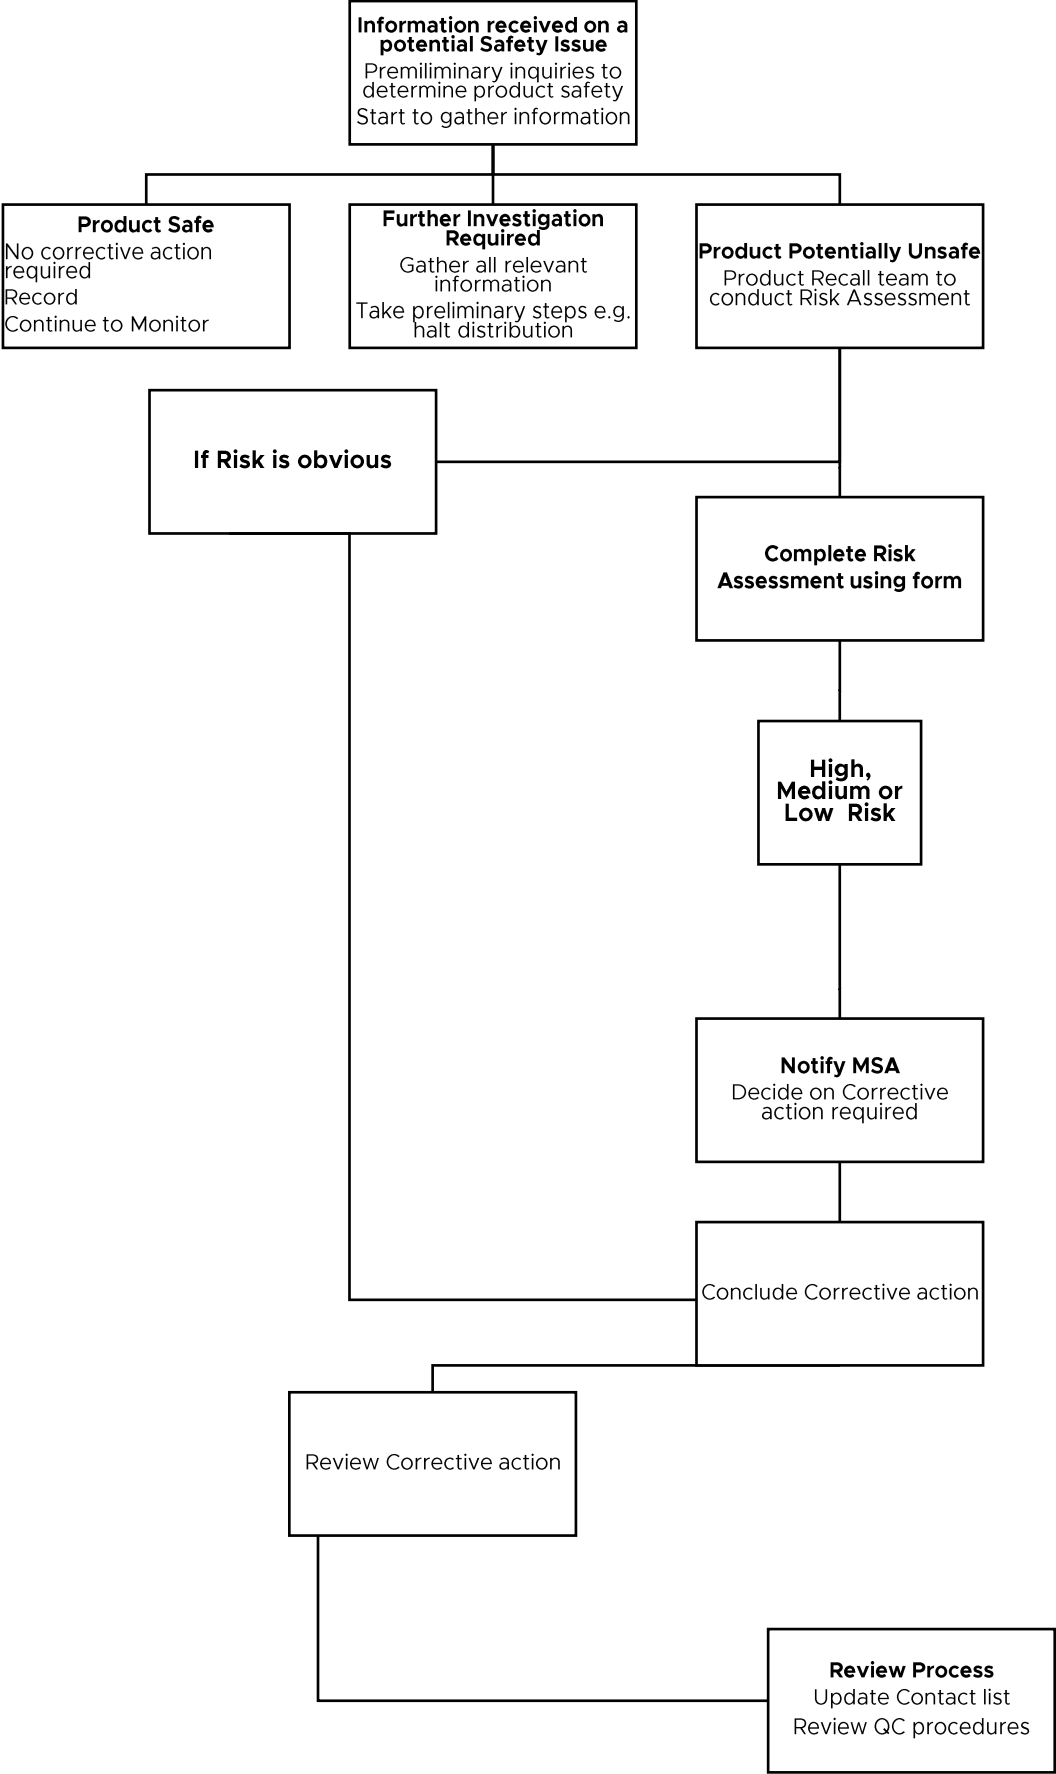 Information received on a
potential Safety Issue
Premiliminary inquiries to
determine product safety
Start to gather information
Product Safe
No corrective action
required
Record
Continue to Monitor
Further Investigation
Required
Gather all relevant
information
Take preliminary steps e.g.
halt distribution
Product Potentially Unsafe
Product Recall team to
conduct Risk Assessment
If Risk is obvious
Complete Risk
Assessment using form
High,
Medium or
Low Risk
Notify MSA
Decide on Corrective
action required
Conclude Corrective action
Review Corrective action
Review Process
Update Contact list
Review QC procedures